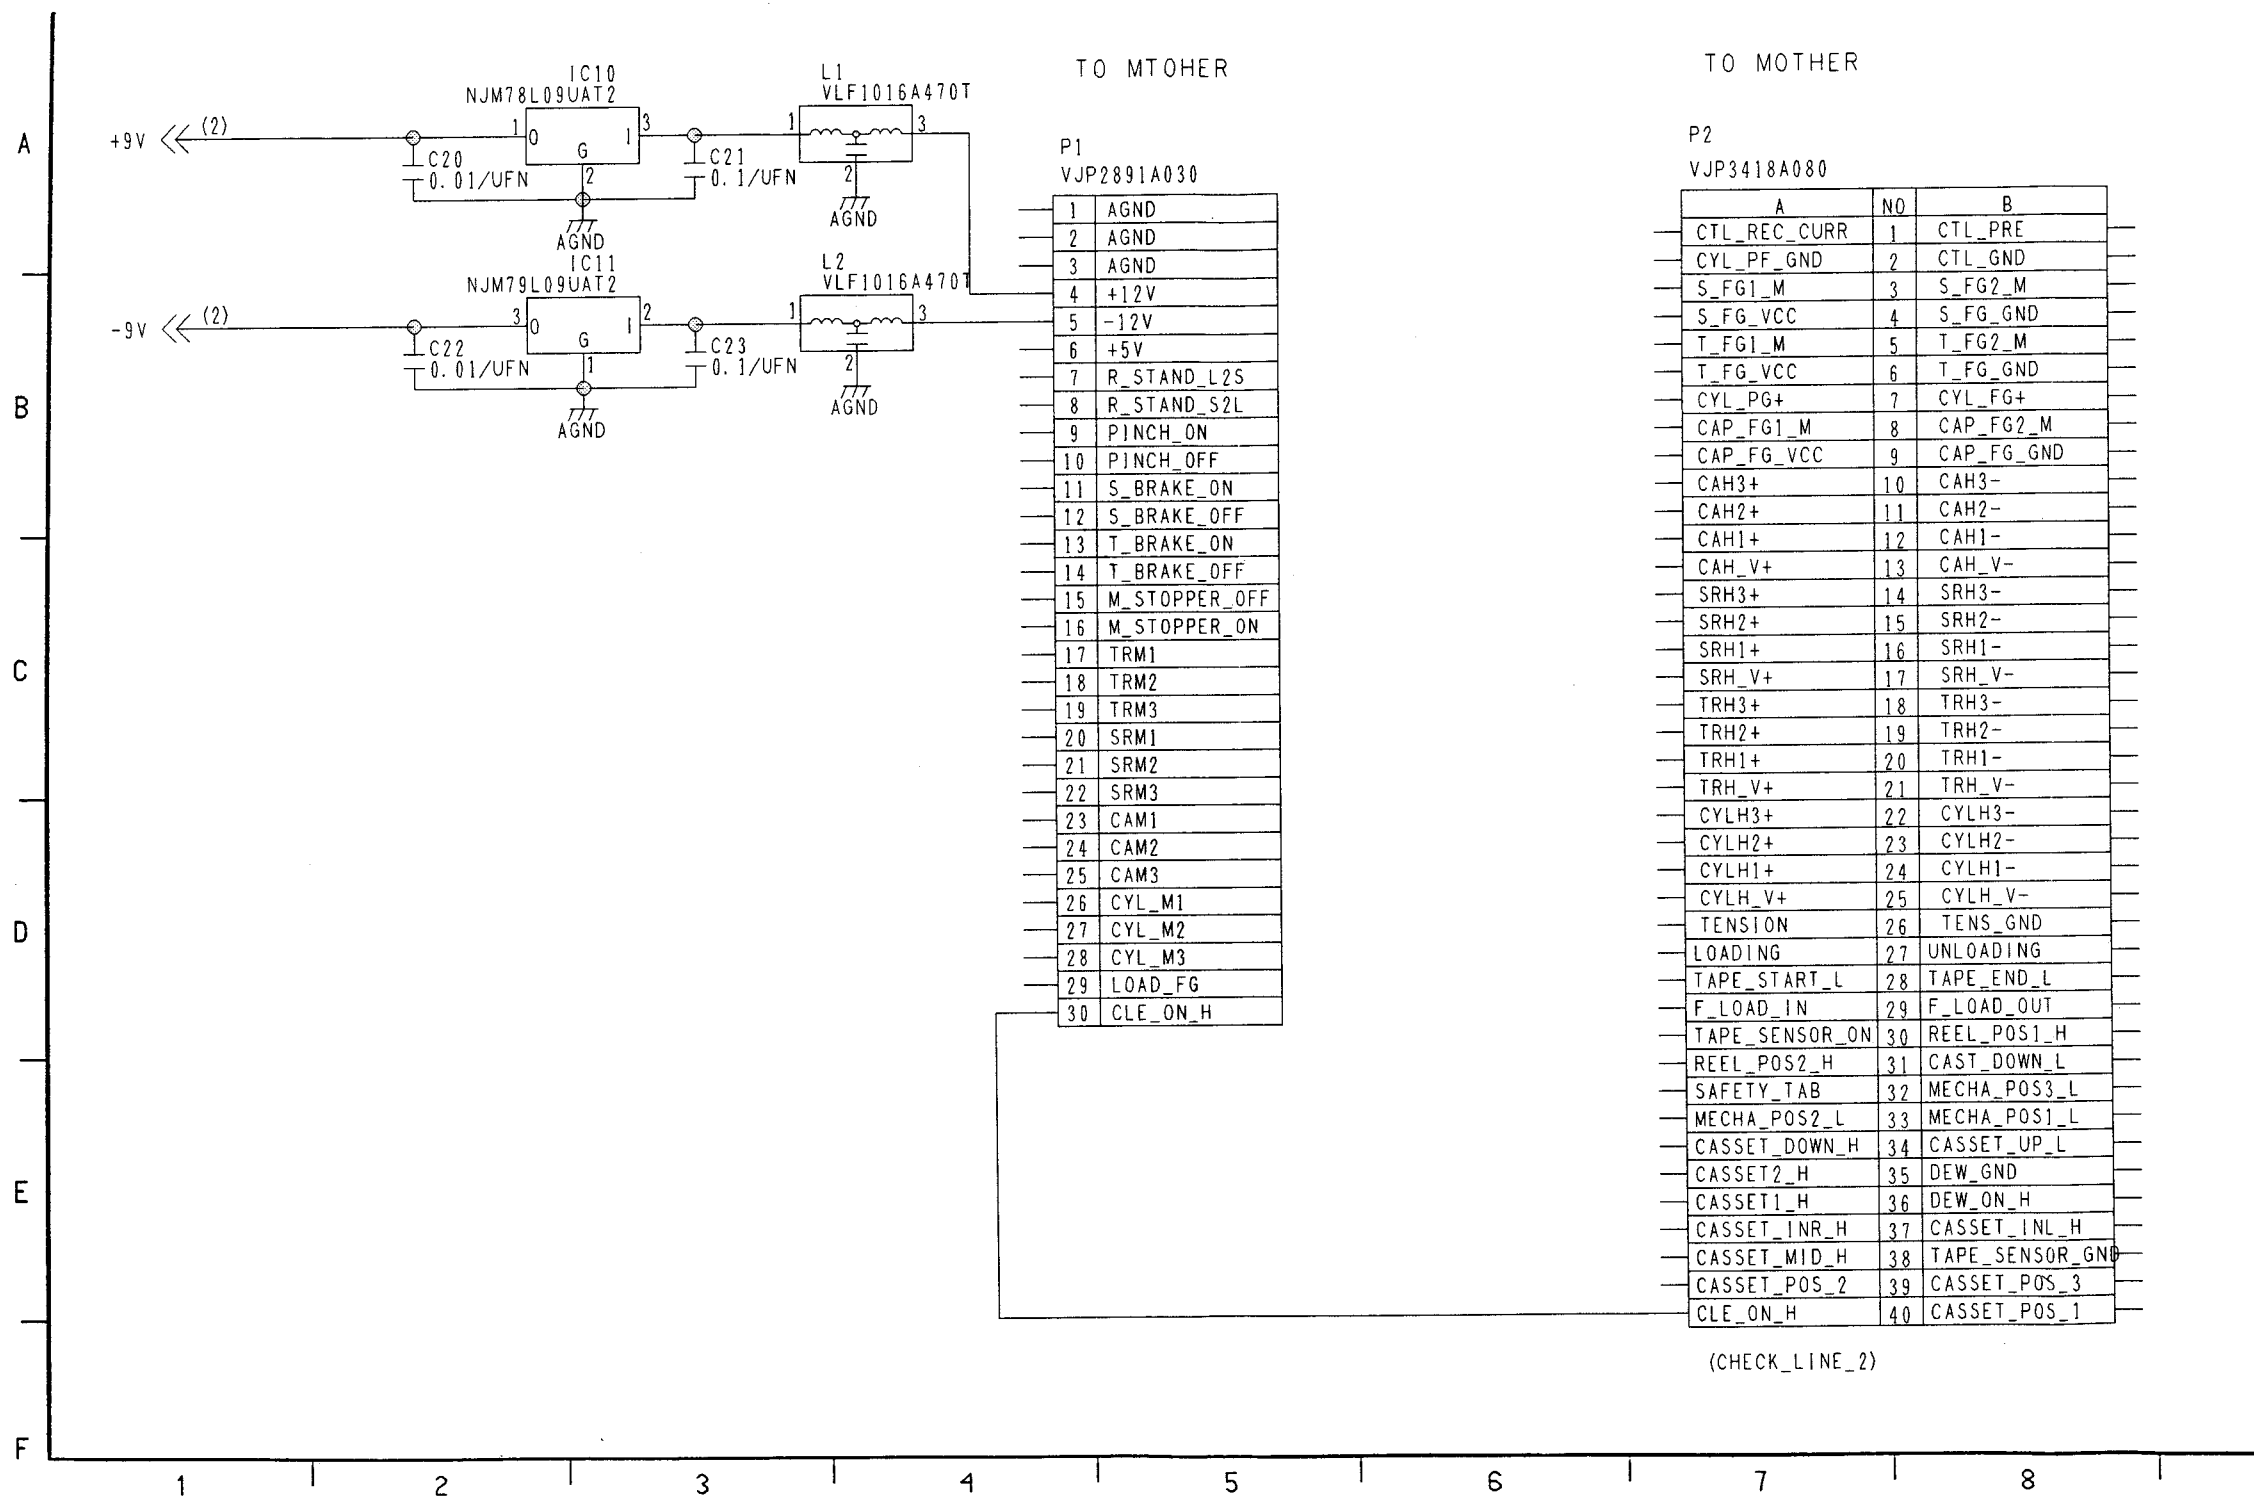 TO MTOHER
TO MOTHER
IC10
NJM78L09UAT2
L1
VLF1016A470T
+9V (2)
1 O I 3
G
2
C20
0.01/UFN
C21
0.1/UFN
1 3
2
AGND
AGND
IC11
NJM79L09UAT2
L2
VLF1016A470T
-9V (2)
3 O I 2
G
1
C22
0.01/UFN
C23
0.1/UFN
1 3
2
AGND
AGND
P1
VJP2891A030
1 AGND
2 AGND
3 AGND
4 +12V
5 -12V
6 +5V
7 R_STAND_L2S
8 R_STAND_S2L
9 PINCH_ON
10 PINCH_OFF
11 S_BRAKE_ON
12 S_BRAKE_OFF
13 T_BRAKE_ON
14 T_BRAKE_OFF
15 M_STOPPER_OFF
16 M_STOPPER_ON
17 TRM1
18 TRM2
19 TRM3
20 SRM1
21 SRM2
22 SRM3
23 CAM1
24 CAM2
25 CAM3
26 CYL_M1
27 CYL_M2
28 CYL_M3
29 LOAD_FG
30 CLE_ON_H
P2
VJP3418A080
A NO B
CTL_REC_CURR 1 CTL_PRE
CYL_PF_GND 2 CTL_GND
S_FG1_M 3 S_FG2_M
S_FG_VCC 4 S_FG_GND
T_FG1_M 5 T_FG2_M
T_FG_VCC 6 T_FG_GND
CYL_PG+ 7 CYL_FG+
CAP_FG1_M 8 CAP_FG2_M
CAP_FG_VCC 9 CAP_FG_GND
CAH3+ 10 CAH3-
CAH2+ 11 CAH2-
CAH1+ 12 CAH1-
CAH_V+ 13 CAH_V-
SRH3+ 14 SRH3-
SRH2+ 15 SRH2-
SRH1+ 16 SRH1-
SRH_V+ 17 SRH_V-
TRH3+ 18 TRH3-
TRH2+ 19 TRH2-
TRH1+ 20 TRH1-
TRH_V+ 21 TRH_V-
CYLH3+ 22 CYLH3-
CYLH2+ 23 CYLH2-
CYLH1+ 24 CYLH1-
CYLH_V+ 25 CYLH_V-
TENSION 26 TENS_GND
LOADING 27 UNLOADING
TAPE_START_L 28 TAPE_END_L
F_LOAD_IN 29 F_LOAD_OUT
TAPE_SENSOR_ON 30 REEL_POS1_H
REEL_POS2_H 31 CAST_DOWN_L
SAFETY_TAB 32 MECHA_POS3_L
MECHA_POS2_L 33 MECHA_POS1_L
CASSET_DOWN_H 34 CASSET_UP_L
CASSET2_H 35 DEW_GND
CASSET1_H 36 DEW_ON_H
CASSET_INR_H 37 CASSET_INL_H
CASSET_MID_H 38 TAPE_SENSOR_GND
CASSET_POS_2 39 CASSET_POS_3
CLE_ON_H 40 CASSET_POS_1
(CHECK_LINE_2)
A
B
C
D
E
F
1 2 3 4 5 6 7 8